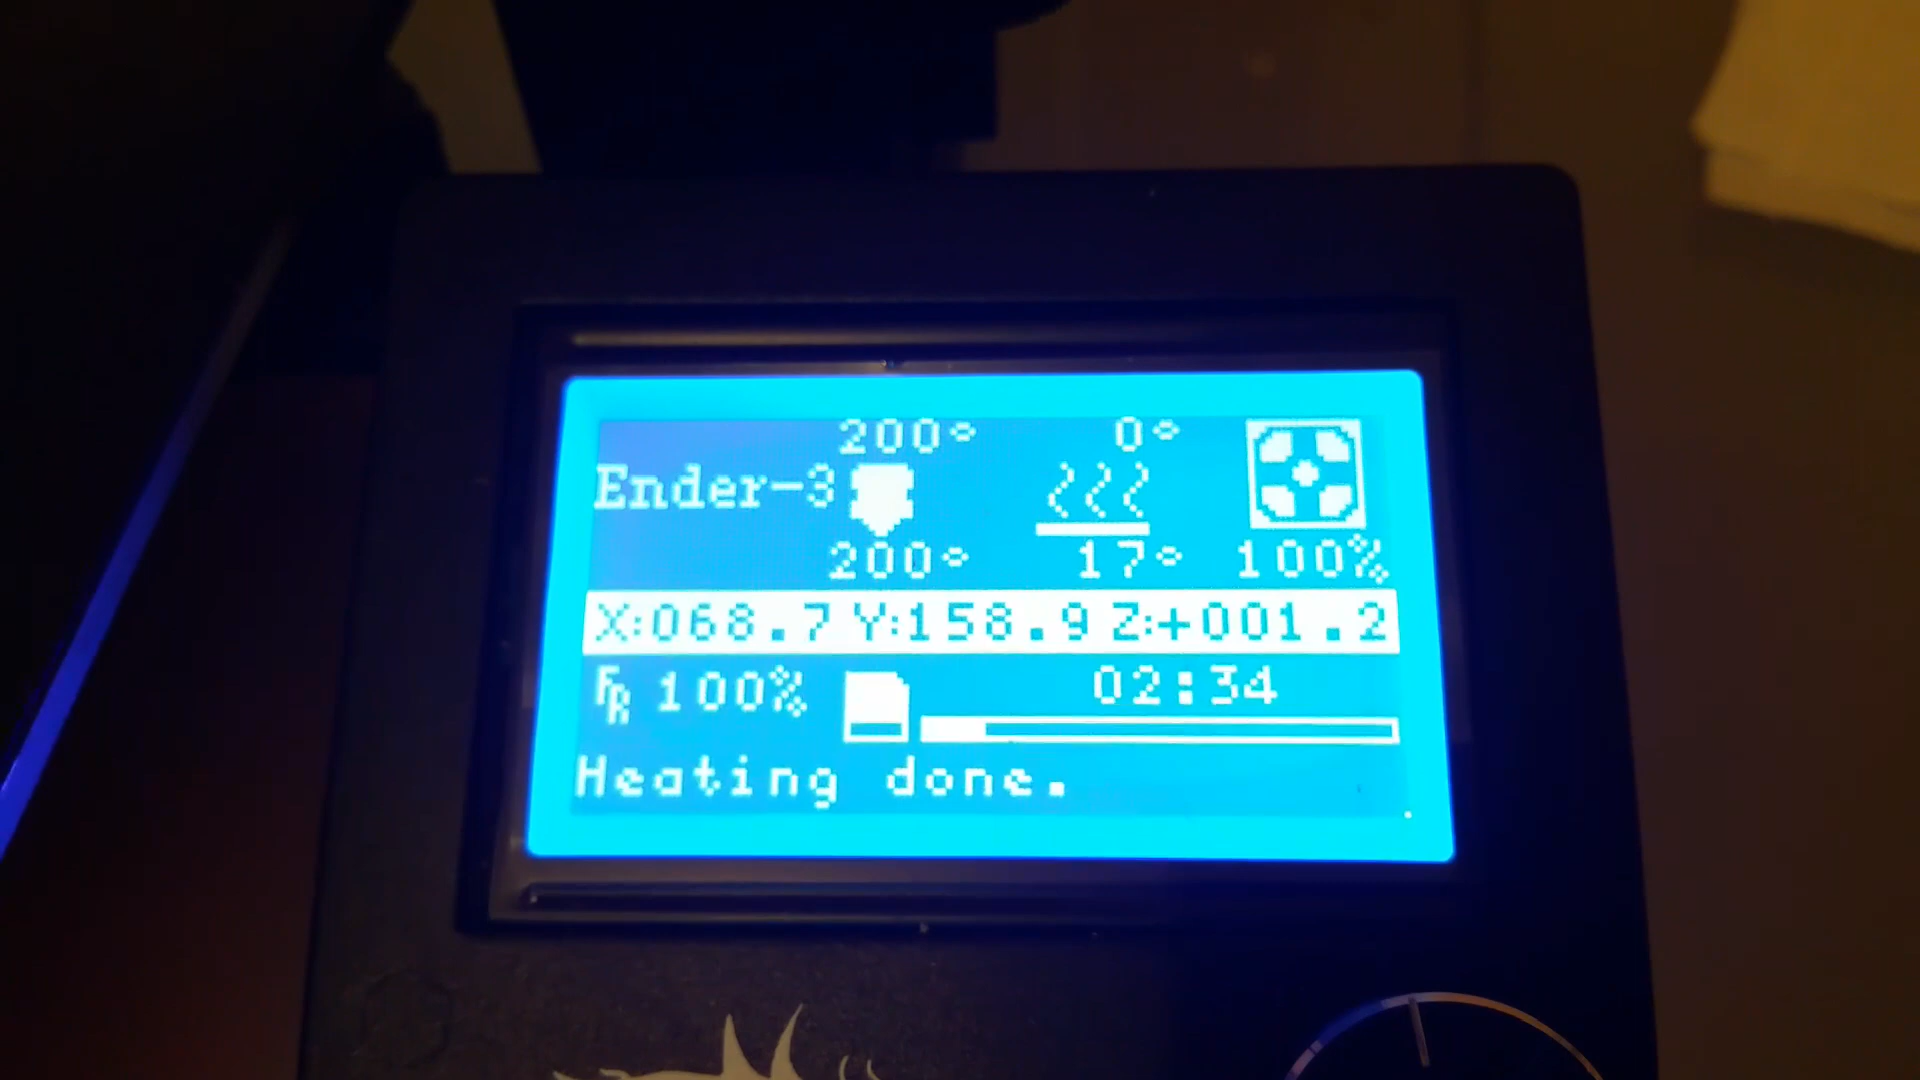 200° 0°
Ender-3
200° 17° 100%
X:068.7 Y:158.9 Z:+001.2
FR 100% 02:34
Heating done.